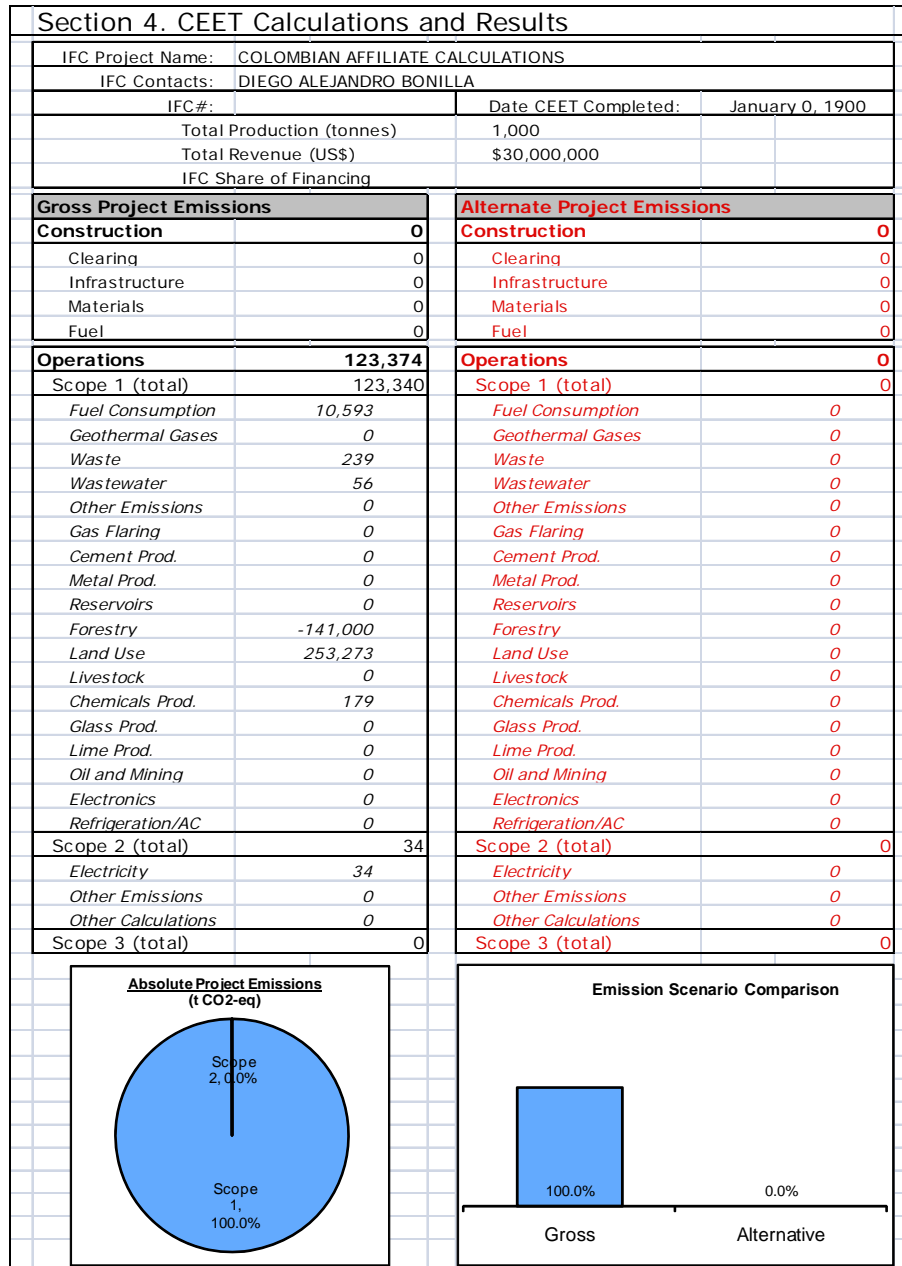 Section 4. CEET Calculations and Results
IFC Project Name: COLOMBIAN AFFILIATE CALCULATIONS
IFC Contacts: DIEGO ALEJANDRO BONILLA
IFC#: Date CEET Completed: January 0, 1900
Total Production (tonnes) 1,000
Total Revenue (US$) $30,000,000
IFC Share of Financing
Gross Project Emissions
Construction 0
Clearing 0
Infrastructure 0
Materials 0
Fuel 0
Operations 123,374
Scope 1 (total) 123,340
Fuel Consumption 10,593
Geothermal Gases 0
Waste 239
Wastewater 56
Other Emissions 0
Gas Flaring 0
Cement Prod. 0
Metal Prod. 0
Reservoirs 0
Forestry -141,000
Land Use 253,273
Livestock 0
Chemicals Prod. 179
Glass Prod. 0
Lime Prod. 0
Oil and Mining 0
Electronics 0
Refrigeration/AC 0
Scope 2 (total) 34
Electricity 34
Other Emissions 0
Other Calculations 0
Scope 3 (total) 0
Alternate Project Emissions
Construction 0
Clearing 0
Infrastructure 0
Materials 0
Fuel 0
Operations 0
Scope 1 (total) 0
Fuel Consumption 0
Geothermal Gases 0
Waste 0
Wastewater 0
Other Emissions 0
Gas Flaring 0
Cement Prod. 0
Metal Prod. 0
Reservoirs 0
Forestry 0
Land Use 0
Livestock 0
Chemicals Prod. 0
Glass Prod. 0
Lime Prod. 0
Oil and Mining 0
Electronics 0
Refrigeration/AC 0
Scope 2 (total) 0
Electricity 0
Other Emissions 0
Other Calculations 0
Scope 3 (total) 0
Absolute Project Emissions
(t CO2-eq)
Scope
2, 0.0%
Scope
1,
100.0%
Emission Scenario Comparison
100.0% 0.0%
Gross Alternative